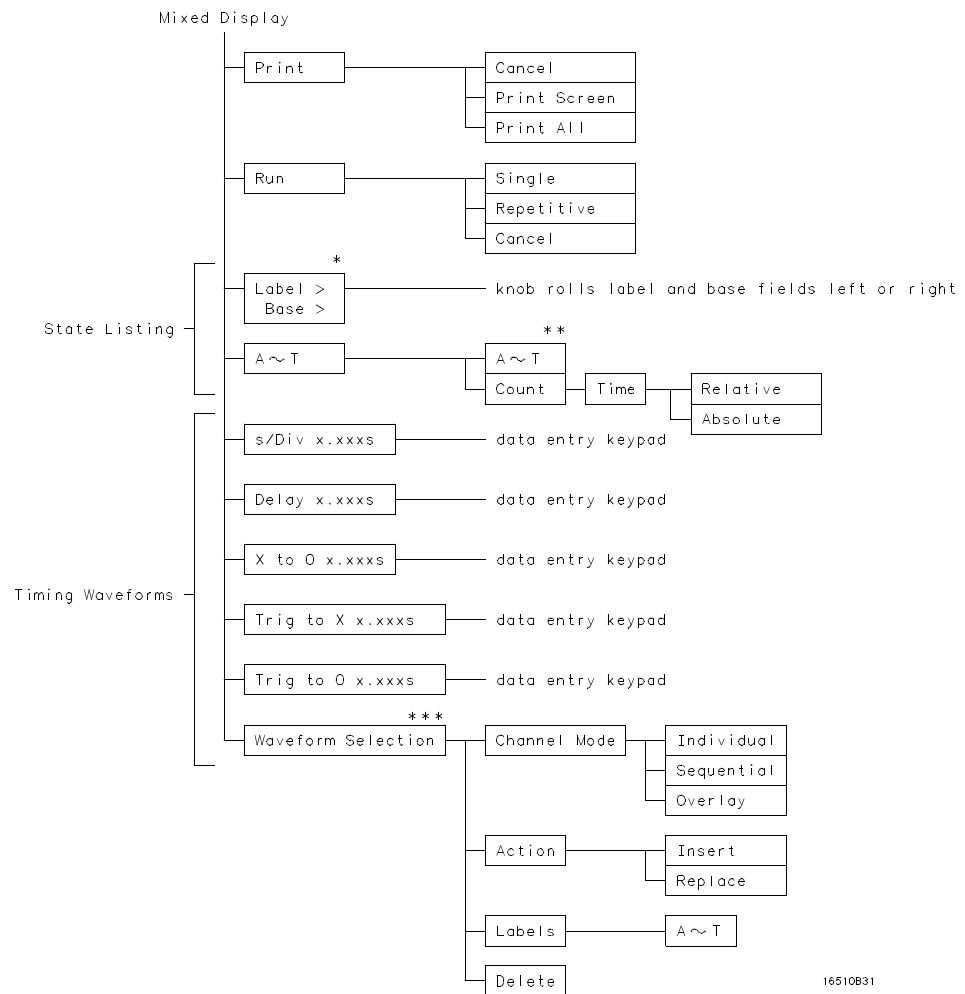 Mixed Display
Print
Cancel
Print Screen
Print All
Run
Single
Repetitive
Cancel
*
Label >
Base >
knob rolls label and base fields left or right
State Listing
**
A~T
A~T
Count
Time
Relative
Absolute
s/Div x.xxxs
data entry keypad
Delay x.xxxs
data entry keypad
X to O x.xxxs
data entry keypad
Timing Waveforms
Trig to X x.xxxs
data entry keypad
Trig to O x.xxxs
data entry keypad
***
Waveform Selection
Channel Mode
Individual
Sequential
Overlay
Action
Insert
Replace
Labels
A~T
Delete
16510B31